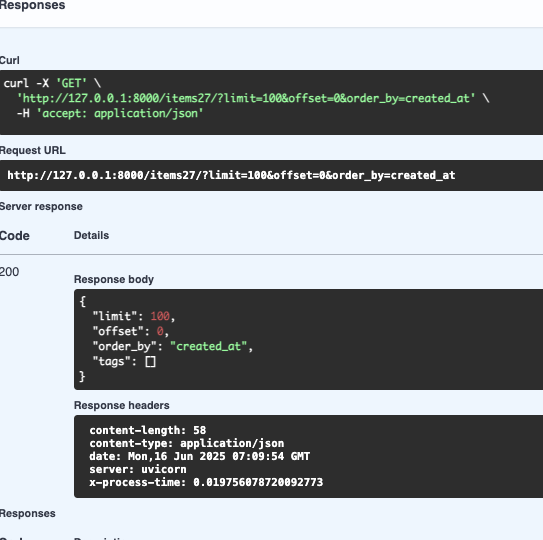 Responses
Curl
curl -X 'GET' \
  'http://127.0.0.1:8000/items27/?limit=100&offset=0&order_by=created_at' \
  -H 'accept: application/json'
Request URL
http://127.0.0.1:8000/items27/?limit=100&offset=0&order_by=created_at
Server response
Code Details
200
Response body
{
  "limit": 100,
  "offset": 0,
  "order_by": "created_at",
  "tags": []
}
Response headers
content-length: 58
content-type: application/json
date: Mon,16 Jun 2025 07:09:54 GMT
server: uvicorn
x-process-time: 0.019756078720092773
Responses